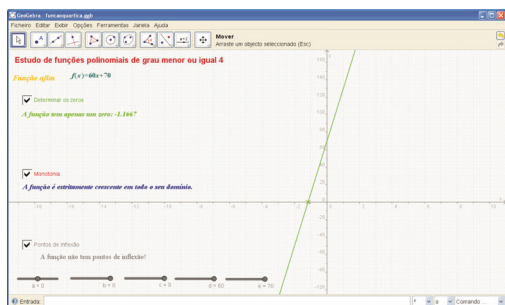 GeoGebra - funcaoquartica.ggb
Ficheiro Editar Exibir Opções Ferramentas Janela Ajuda
Mover
Arraste um objecto seleccionado (Esc)
Estudo de funções polinomiais de grau menor ou igual 4
Função afim f(x)=60x+70
Determinar os zeros
A função tem apenas um zero: -1.1667
Monotonia
A função é estritamente crescente em todo o seu domínio.
Pontos de inflexão
A função não tem pontos de inflexão!
a = 0 b = 0 c = 0 d = 60 e = 70
Entrada: Comando ...